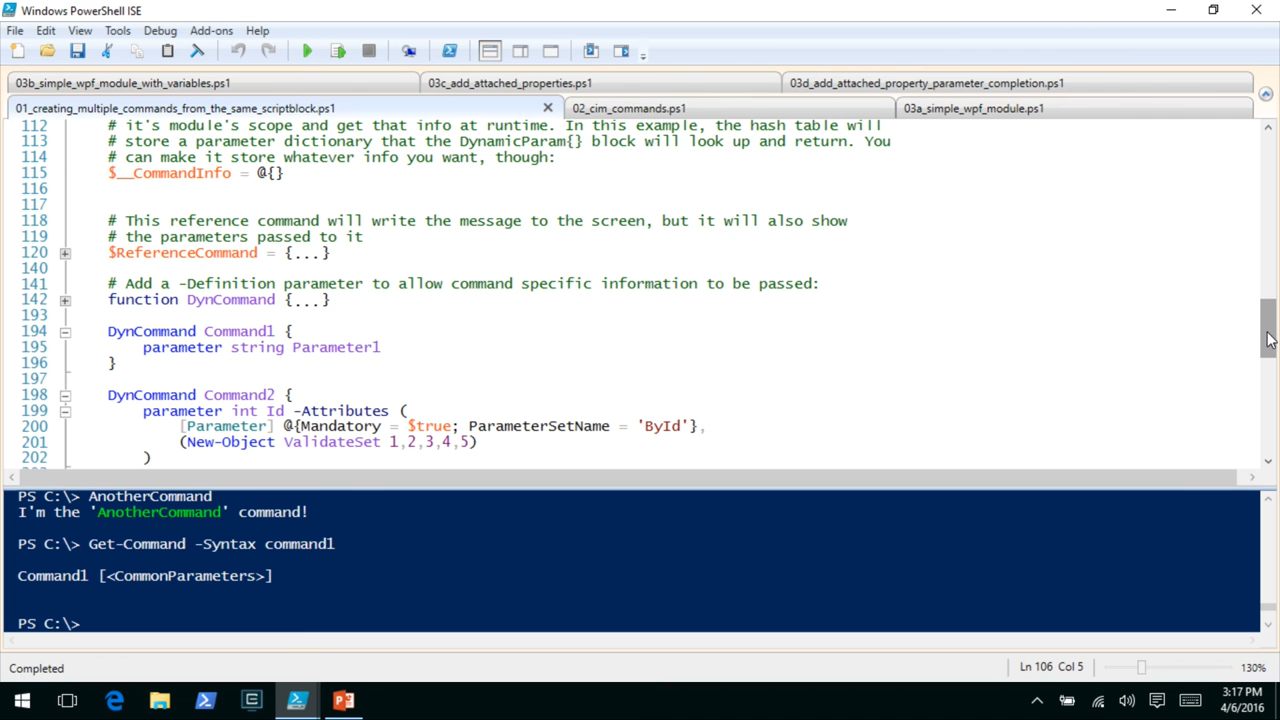 Windows PowerShell ISE
File Edit View Tools Debug Add-ons Help
03b_simple_wpf_module_with_variables.ps1 03c_add_attached_properties.ps1 03d_add_attached_property_parameter_completion.ps1
01_creating_multiple_commands_from_the_same_scriptblock.ps1 02_cim_commands.ps1 03a_simple_wpf_module.ps1
112 # it's module's scope and get that info at runtime. In this example, the hash table will
113 # store a parameter dictionary that the DynamicParam{} block will look up and return. You
114 # can make it store whatever info you want, though:
115 $__CommandInfo = @{}
116
117
118 # This reference command will write the message to the screen, but it will also show
119 # the parameters passed to it
120 $ReferenceCommand = {...}
140
141 # Add a -Definition parameter to allow command specific information to be passed:
142 function DynCommand {...}
193
194 DynCommand Command1 {
195 parameter string Parameter1
196 }
197
198 DynCommand Command2 {
199 parameter int Id -Attributes (
200 [Parameter] @{Mandatory = $true; ParameterSetName = 'ById'},
201 (New-Object ValidateSet 1,2,3,4,5)
202 )
PS C:\> AnotherCommand
I'm the 'AnotherCommand' command!
PS C:\> Get-Command -Syntax command1
Command1 [<CommonParameters>]
PS C:\>
Completed Ln 106 Col 5 130%
3:17 PM
4/6/2016